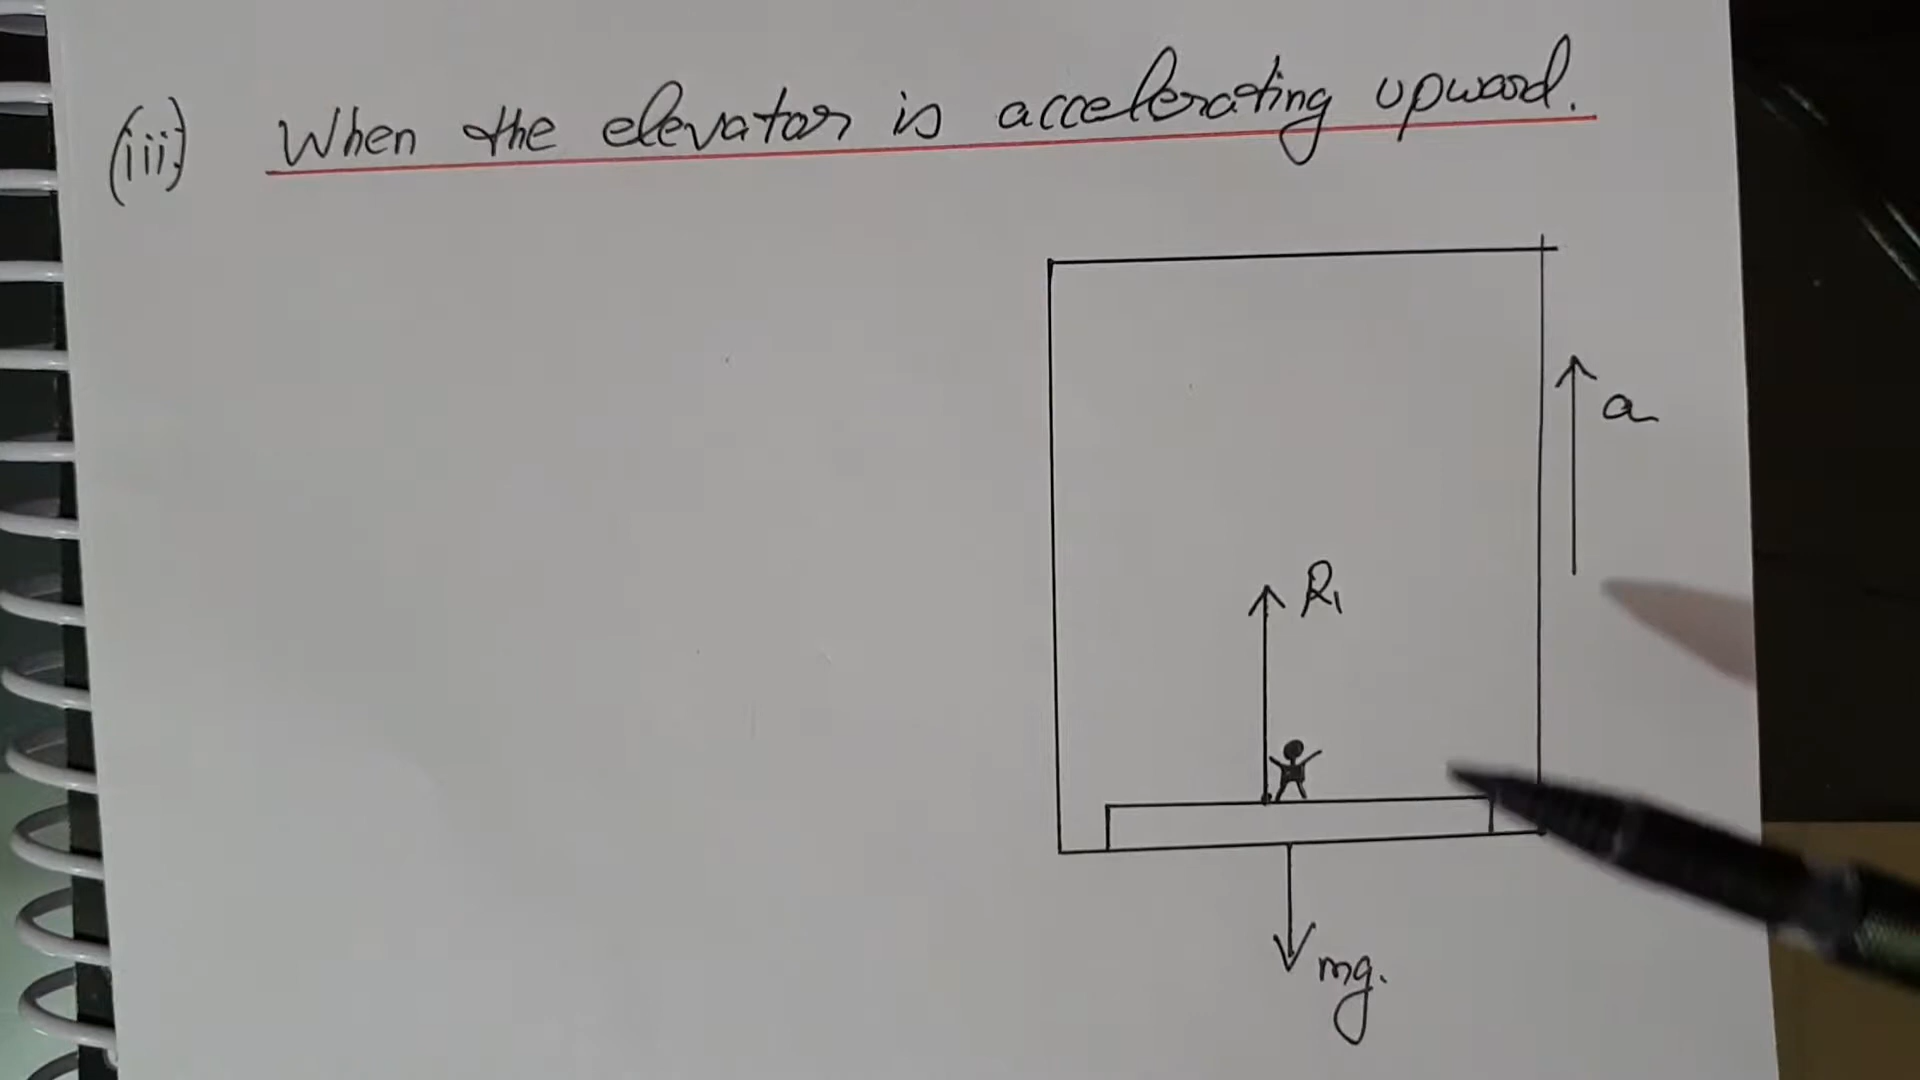 (iii) When the elevator is accelerating upward.
a
R₁
mg.